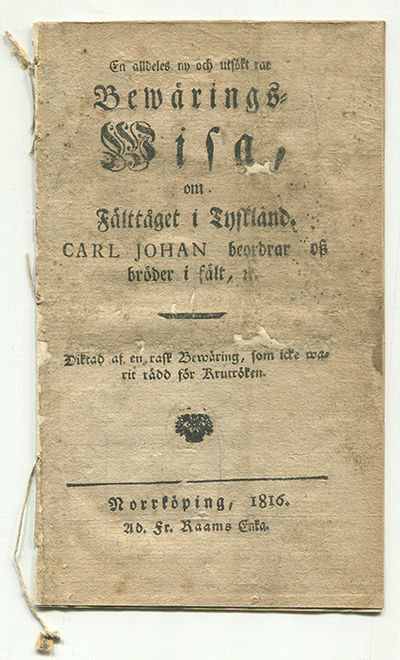 En alldeles ny och utsökt rar
Bewärings-
Wisa,
om
Fälttåget i Tyskland.
CARL JOHAN beordrar oß
bröder i fält, ꝛc.
Diktad af en rask Bewäring, som icke wa-
rit rädd för Krutröken.
Norrköping, 1816.
Ad. Fr. Raams Enka.